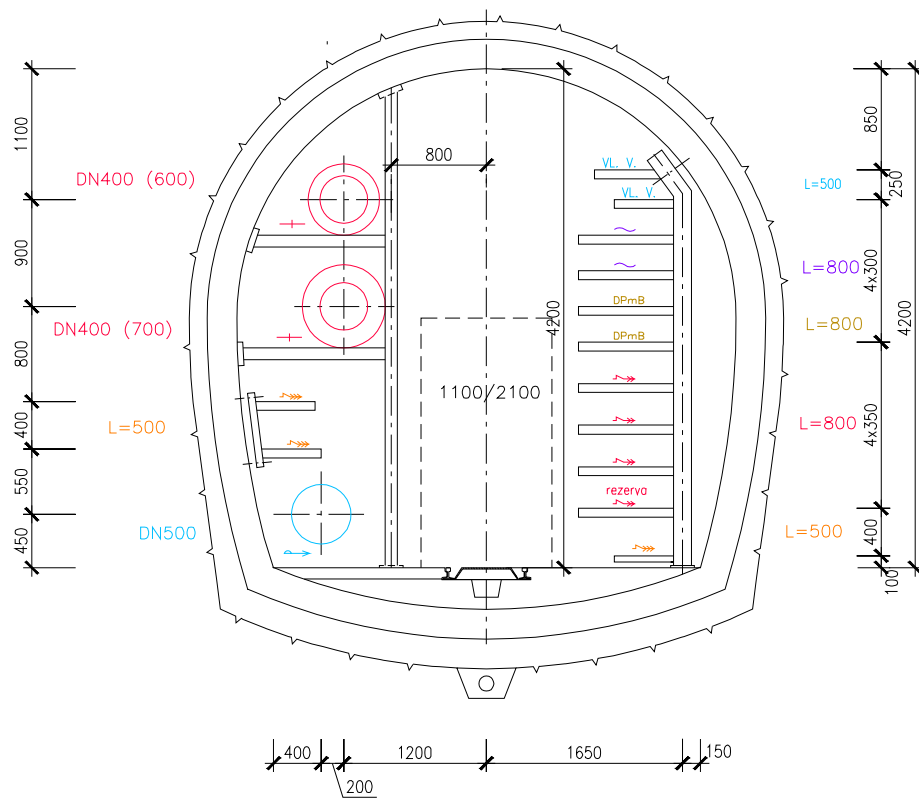 1100
900
800
400
550
450
DN400 (600)
DN400 (700)
L=500
DN500
800
4200
1100/2100
VL. V.
VL. V.
DPmB
DPmB
rezerva
L=500
L=800
L=800
L=800
L=500
850
250
4x300
4x350
400
100
4200
400
200
1200
1650
150